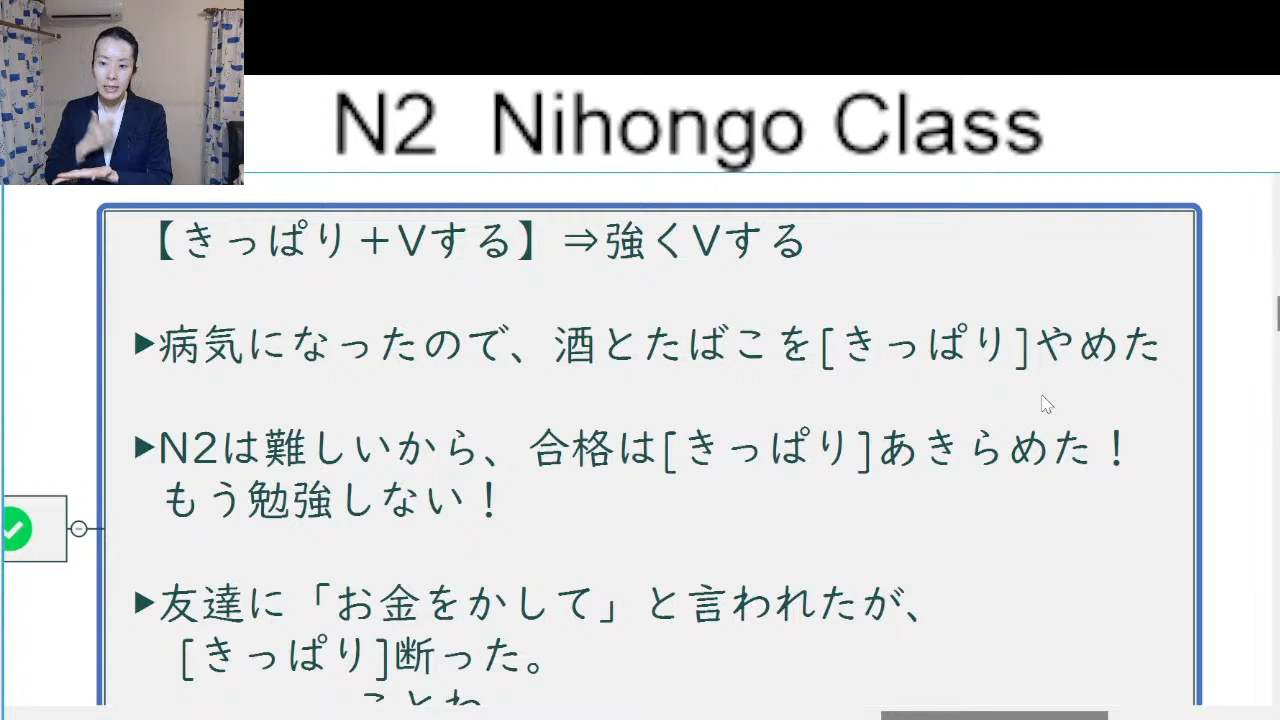 N2 Nihongo Class
【きっぱり＋Vする】⇒強くVする
▶病気になったので、酒とたばこを[きっぱり]やめた
▶N2は難しいから、合格は[きっぱり]あきらめた！
もう勉強しない！
▶友達に「お金をかして」と言われたが、
[きっぱり]断った。
ことわ